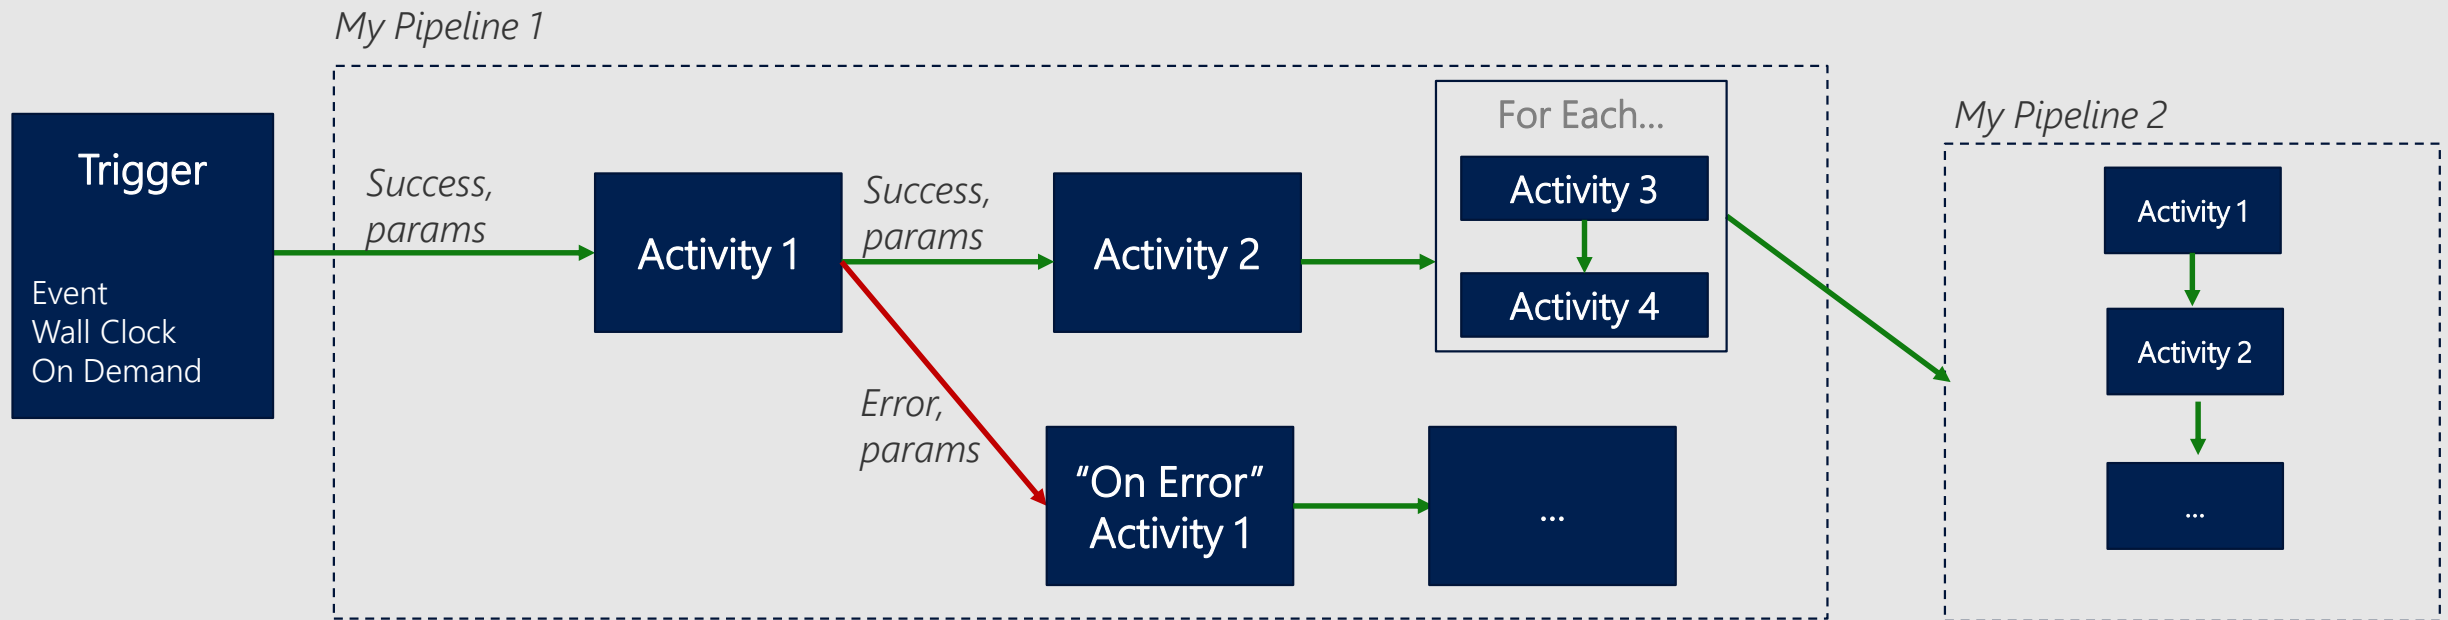 My Pipeline 1
Trigger
Event
Wall Clock
On Demand
Success,
params
Activity 1
Success,
params
Activity 2
For Each...
Activity 3
Activity 4
Error,
params
“On Error”
Activity 1
...
My Pipeline 2
Activity 1
Activity 2
...